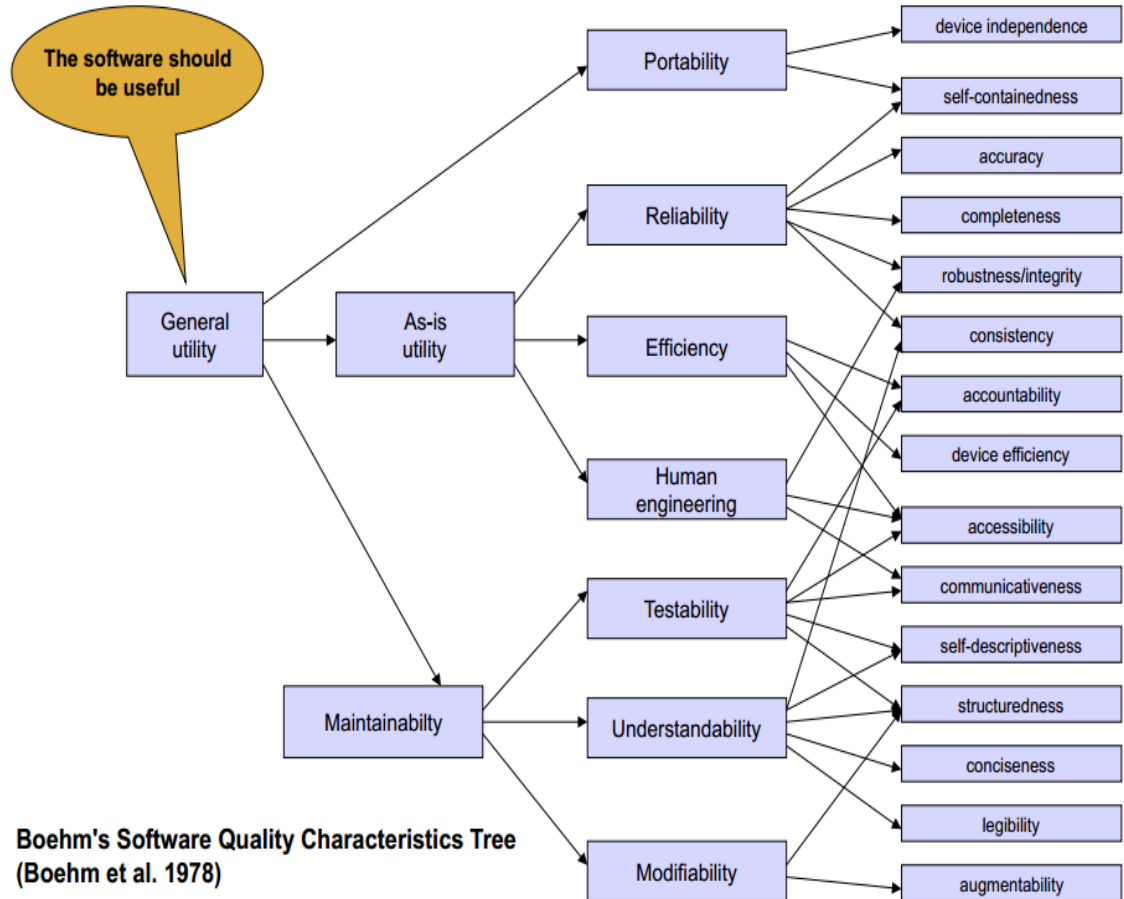 The software should
be useful
General
utility
As-is
utility
Maintainabilty
Portability
Reliability
Efficiency
Human
engineering
Testability
Understandability
Modifiability
device independence
self-containedness
accuracy
completeness
robustness/integrity
consistency
accountability
device efficiency
accessibility
communicativeness
self-descriptiveness
structuredness
conciseness
legibility
augmentability
Boehm's Software Quality Characteristics Tree
(Boehm et al. 1978)